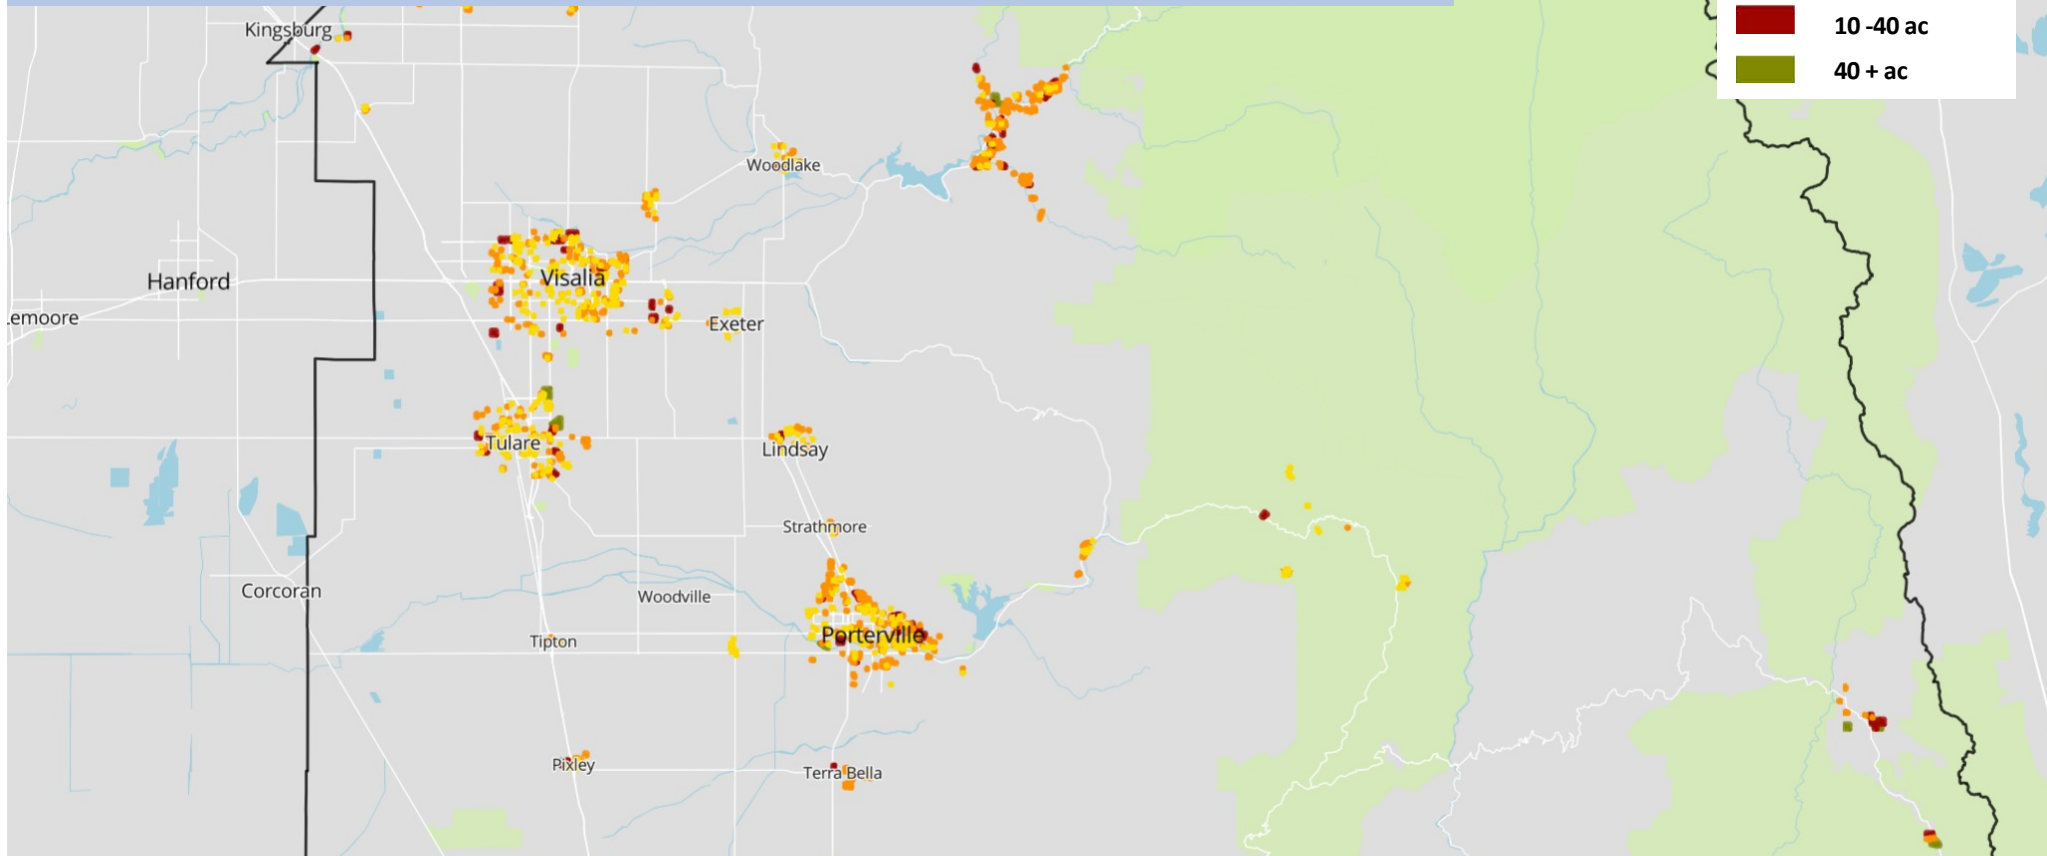 Kingsburg
10 -40 ac
40 + ac
Woodlake
Visalia
Hanford
emoore
Exeter
Tulare
Lindsay
Strathmore
Corcoran
Woodville
Porterville
Tipton
Pixley
Terra Bella